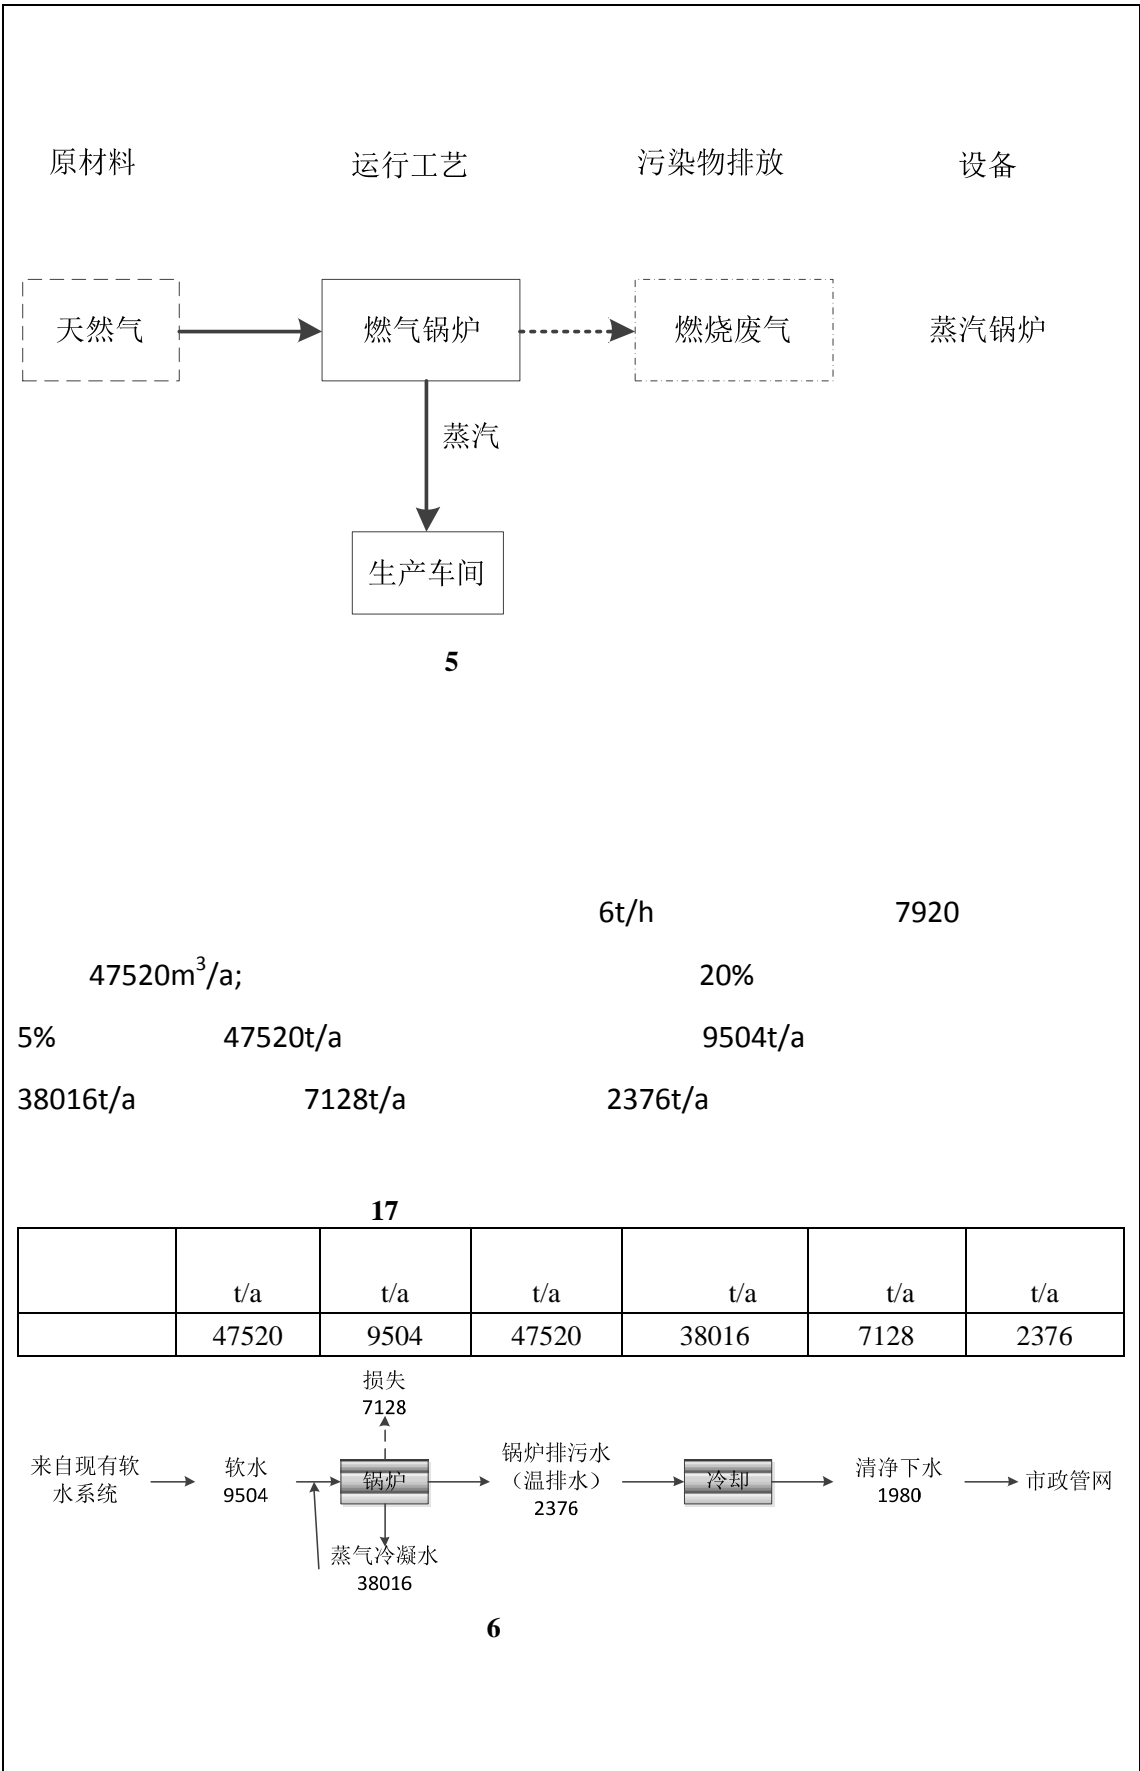 原材料 运行工艺 污染物排放 设备
天然气 燃气锅炉 燃烧废气 蒸汽锅炉
蒸汽
生产车间
5
6t/h 7920
47520m³/a; 20%
5% 47520t/a 9504t/a
38016t/a 7128t/a 2376t/a
17
t/a t/a t/a t/a t/a t/a
47520 9504 47520 38016 7128 2376
损失
7128
来自现有软
水系统
软水
9504
锅炉
锅炉排污水
（温排水）
2376
冷却
清净下水
1980
市政管网
蒸气冷凝水
38016
6